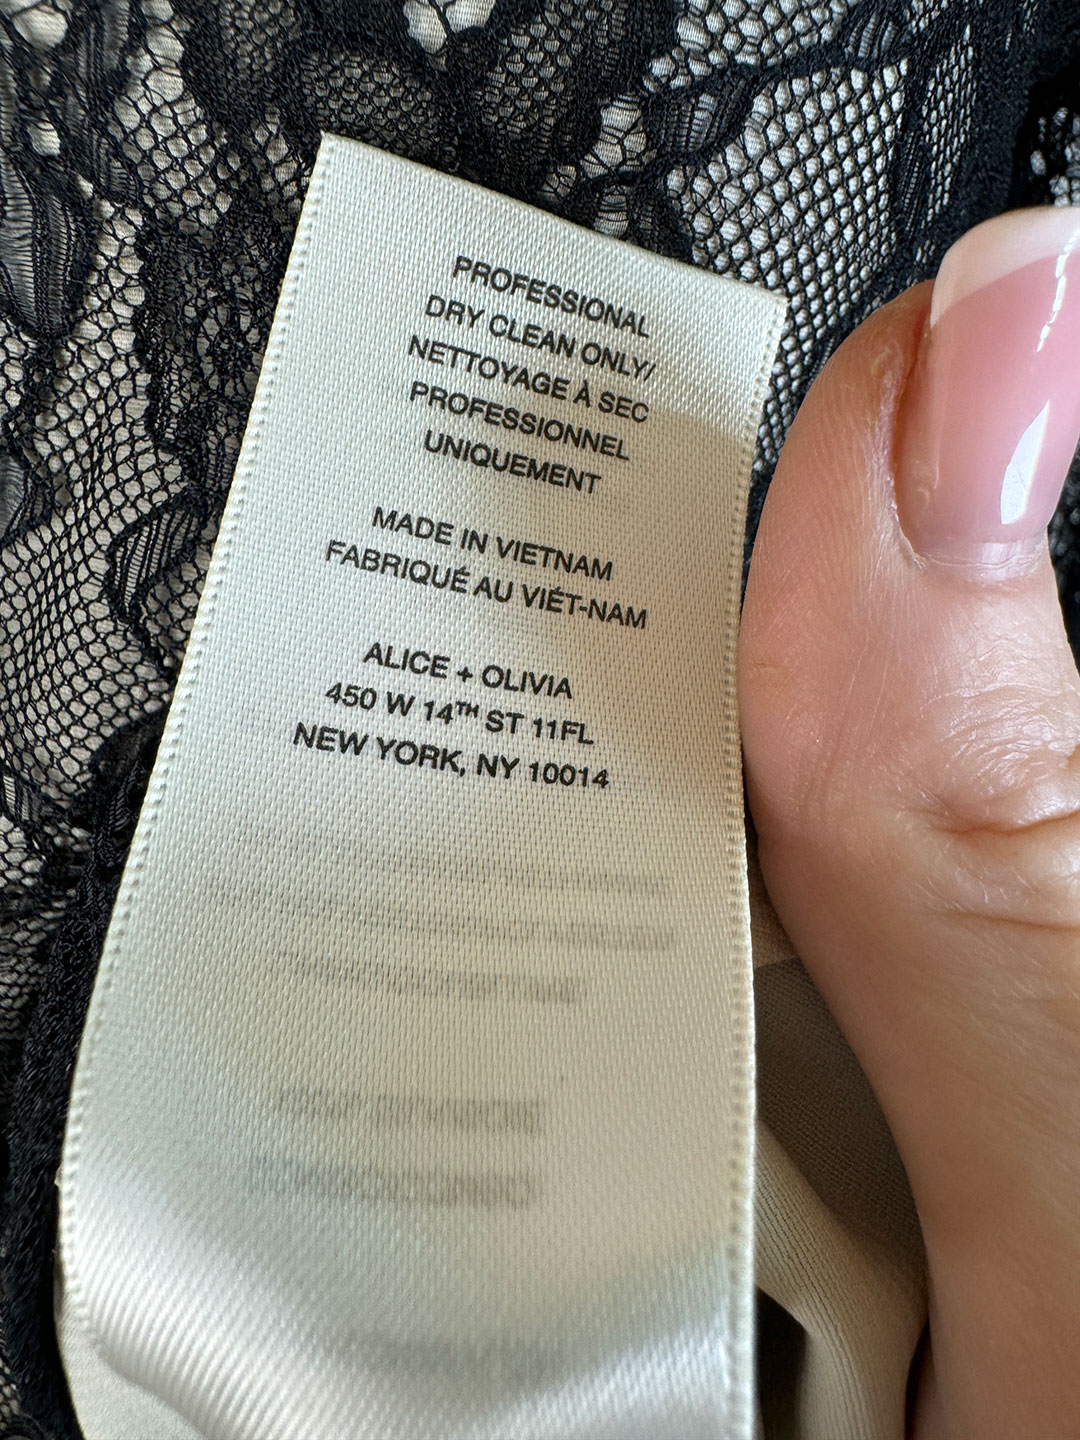 PROFESSIONAL
DRY CLEAN ONLY/
NETTOYAGE À SEC
PROFESSIONNEL
UNIQUEMENT
MADE IN VIETNAM
FABRIQUÉ AU VIÉT-NAM
ALICE + OLIVIA
450 W 14TH ST 11FL
NEW YORK, NY 10014